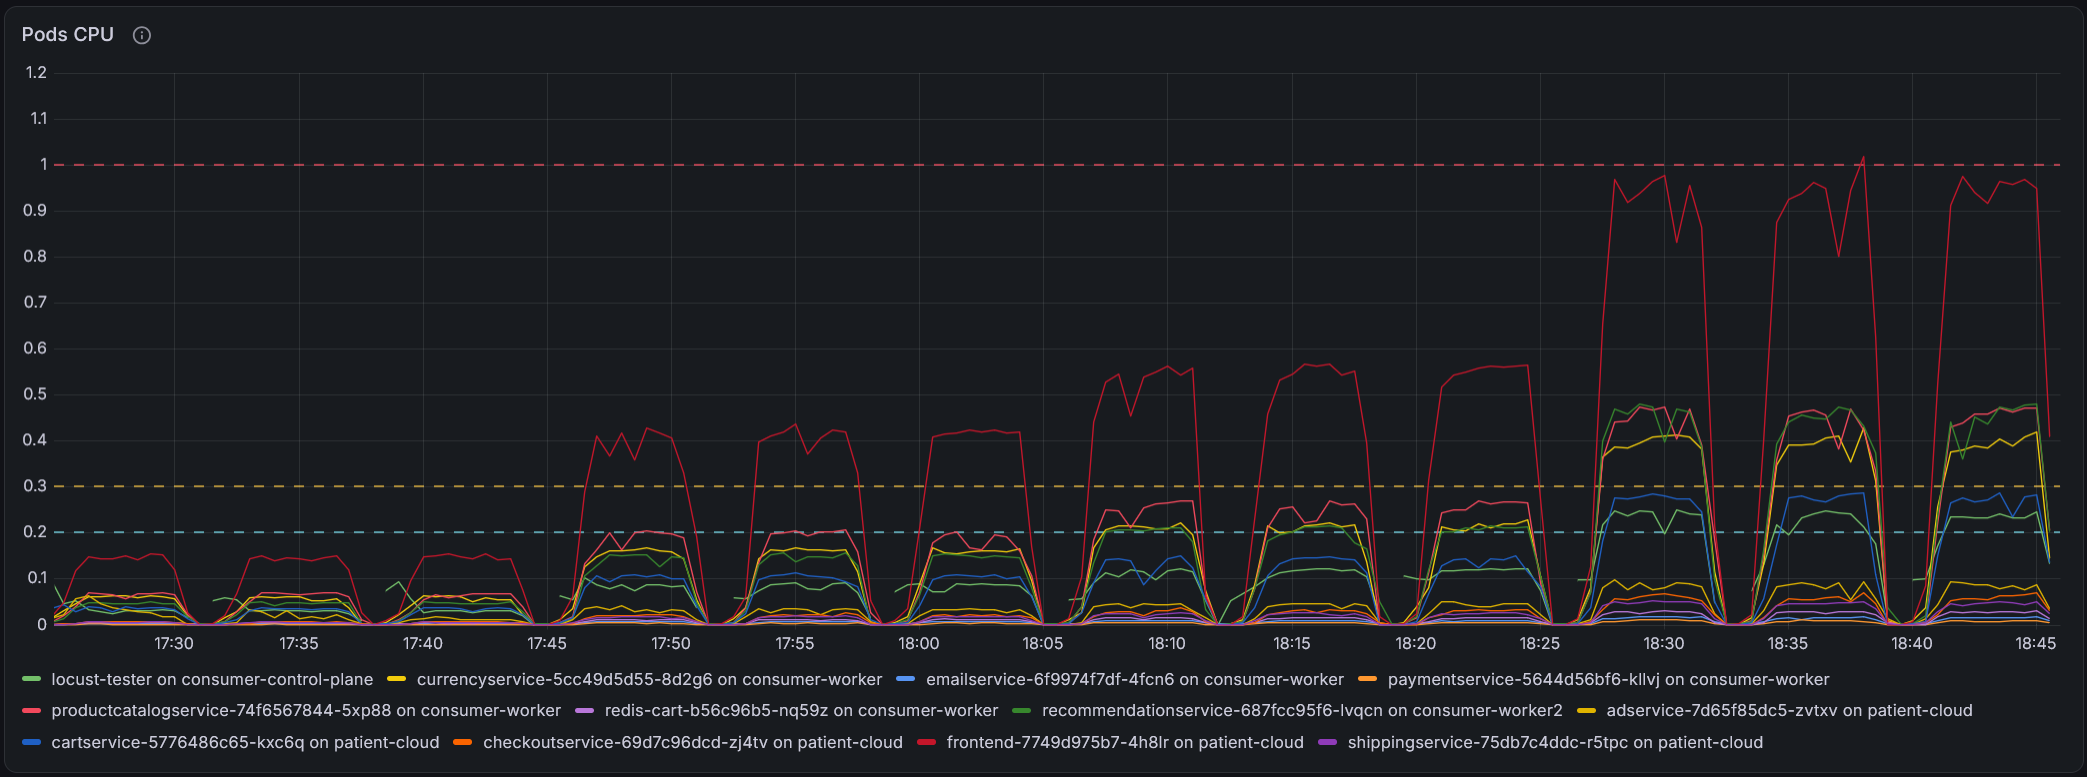 Pods CPU
1.2
1.1
1
0.9
0.8
0.7
0.6
0.5
0.4
0.3
0.2
0.1
0
17:30 17:35 17:40 17:45 17:50 17:55 18:00 18:05 18:10 18:15 18:20 18:25 18:30 18:35 18:40 18:45
locust-tester on consumer-control-plane currencyservice-5cc49d5d55-8d2g6 on consumer-worker emailservice-6f9974f7df-4fcn6 on consumer-worker paymentservice-5644d56bf6-kllvj on consumer-worker
productcatalogservice-74f6567844-5xp88 on consumer-worker redis-cart-b56c96b5-nq59z on consumer-worker recommendationservice-687fcc95f6-lvqcn on consumer-worker2 adservice-7d65f85dc5-zvtxv on patient-cloud
cartservice-5776486c65-kxc6q on patient-cloud checkoutservice-69d7c96dcd-zj4tv on patient-cloud frontend-7749d975b7-4h8lr on patient-cloud shippingservice-75db7c4ddc-r5tpc on patient-cloud